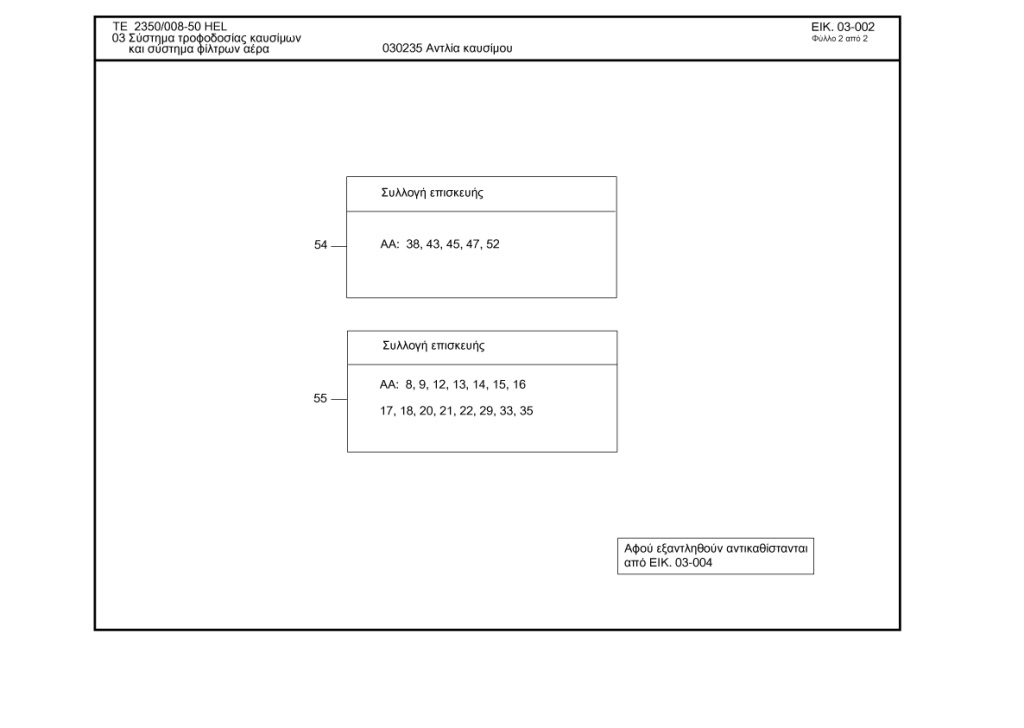 ΤΕ 2350/008-50 HEL
03 Σύστημα τροφοδοσίας καυσίμων
και σύστημα φίλτρων αέρα
030235 Αντλία καυσίμου
ΕΙΚ. 03-002
Φύλλο 2 από 2
Συλλογή επισκευής
54
ΑΑ: 38, 43, 45, 47, 52
Συλλογή επισκευής
ΑΑ: 8, 9, 12, 13, 14, 15, 16
55
17, 18, 20, 21, 22, 29, 33, 35
Αφού εξαντληθούν αντικαθίστανται
από ΕΙΚ. 03-004